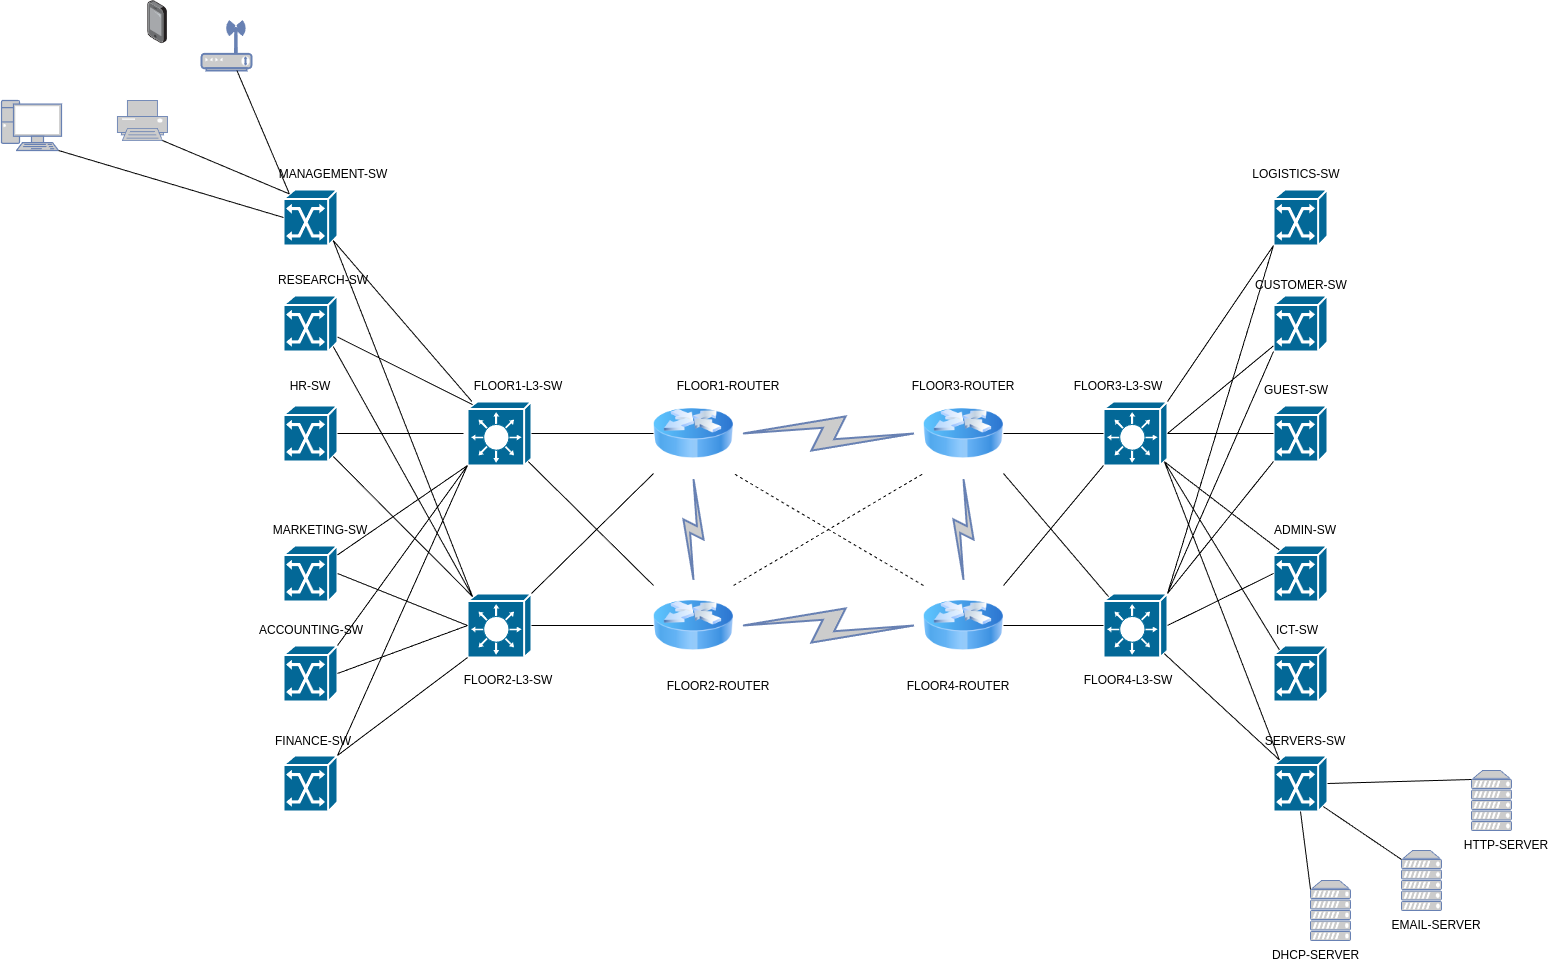 MANAGEMENT-SW
LOGISTICS-SW
RESEARCH-SW
CUSTOMER-SW
HR-SW
FLOOR1-L3-SW
FLOOR1-ROUTER
FLOOR3-ROUTER
FLOOR3-L3-SW
GUEST-SW
MARKETING-SW
ADMIN-SW
ACCOUNTING-SW
ICT-SW
FLOOR2-L3-SW
FLOOR2-ROUTER
FLOOR4-ROUTER
FLOOR4-L3-SW
FINANCE-SW
SERVERS-SW
HTTP-SERVER
EMAIL-SERVER
DHCP-SERVER